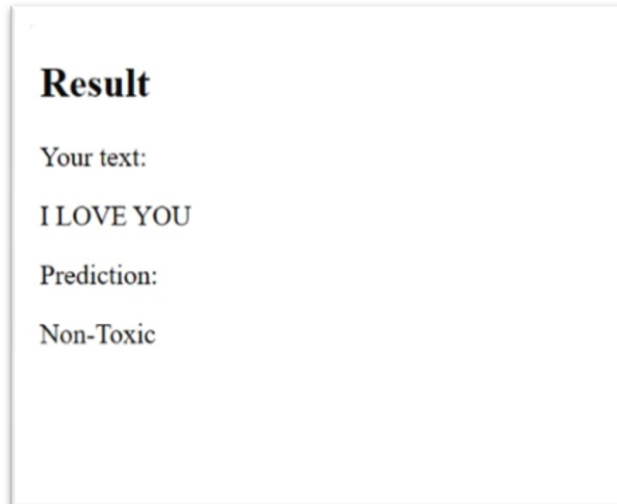 Result
Your text:
I LOVE YOU
Prediction:
Non-Toxic